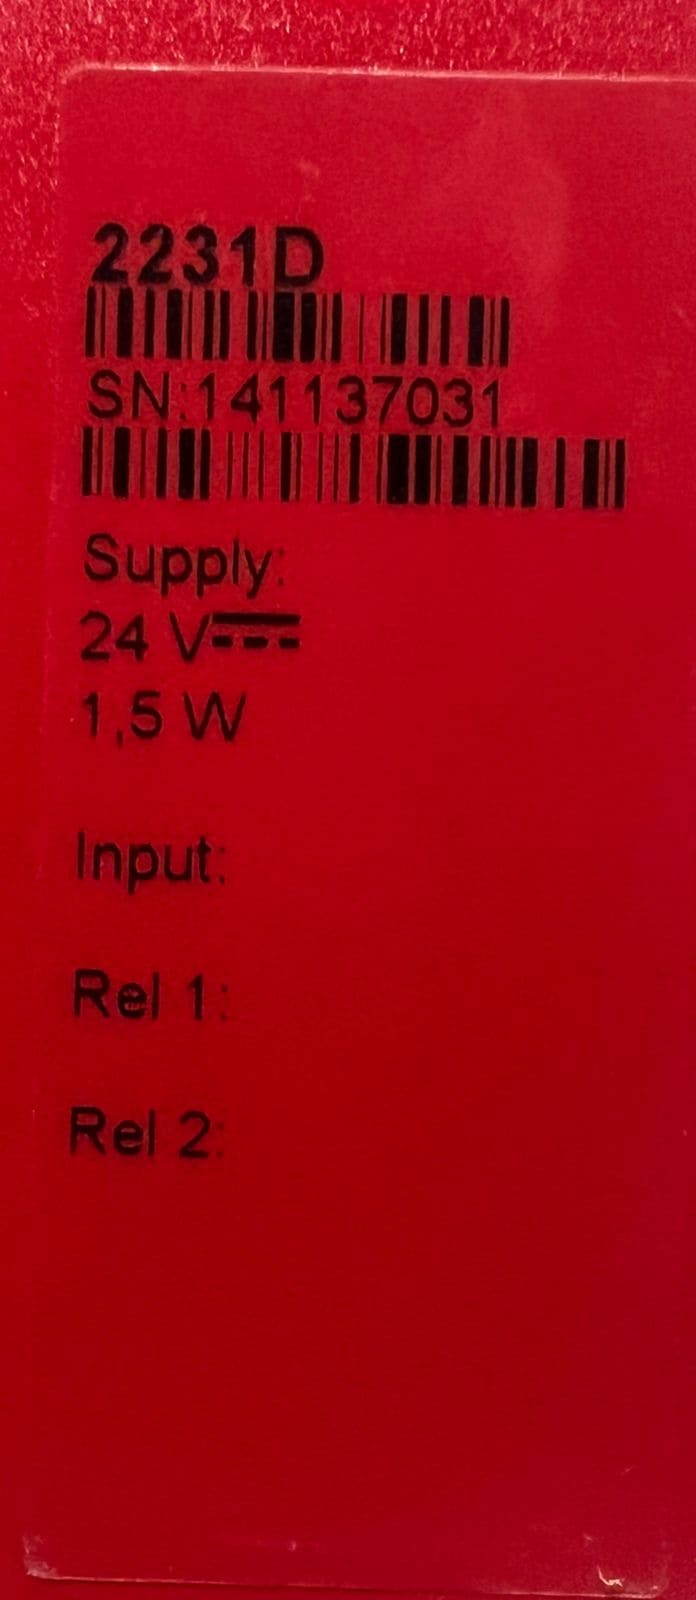 2231D
SN:141137031
Supply:
24 V⎓
1,5 W
Input:
Rel 1:
Rel 2: